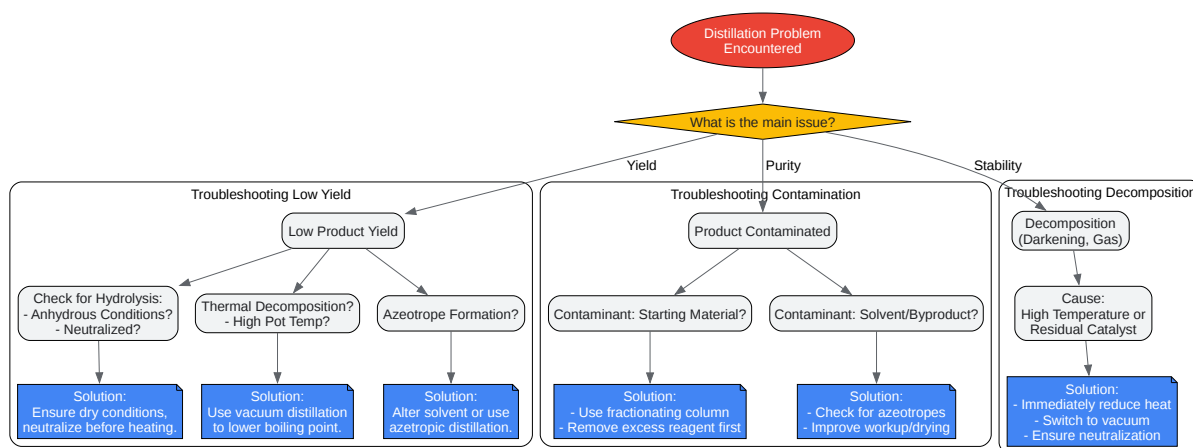 Distillation Problem
Encountered
What is the main issue?
Yield
Purity
Stability
Troubleshooting Low Yield
Low Product Yield
Check for Hydrolysis:
- Anhydrous Conditions?
- Neutralized?
Thermal Decomposition?
- High Pot Temp?
Azeotrope Formation?
Solution:
Ensure dry conditions,
neutralize before heating.
Solution:
Use vacuum distillation
to lower boiling point.
Solution:
Alter solvent or use
azetropic distillation.
Troubleshooting Contamination
Product Contaminated
Contaminant: Starting Material?
Contaminant: Solvent/Byproduct?
Solution:
- Use fractionating column
- Remove excess reagent first
Solution:
- Check for azeotropes
- Improve workup/drying
Troubleshooting Decomposition
Decomposition
(Darkening, Gas)
Cause:
High Temperature or
Residual Catalyst
Solution:
- Immediately reduce heat
- Switch to vacuum
- Ensure neutralization